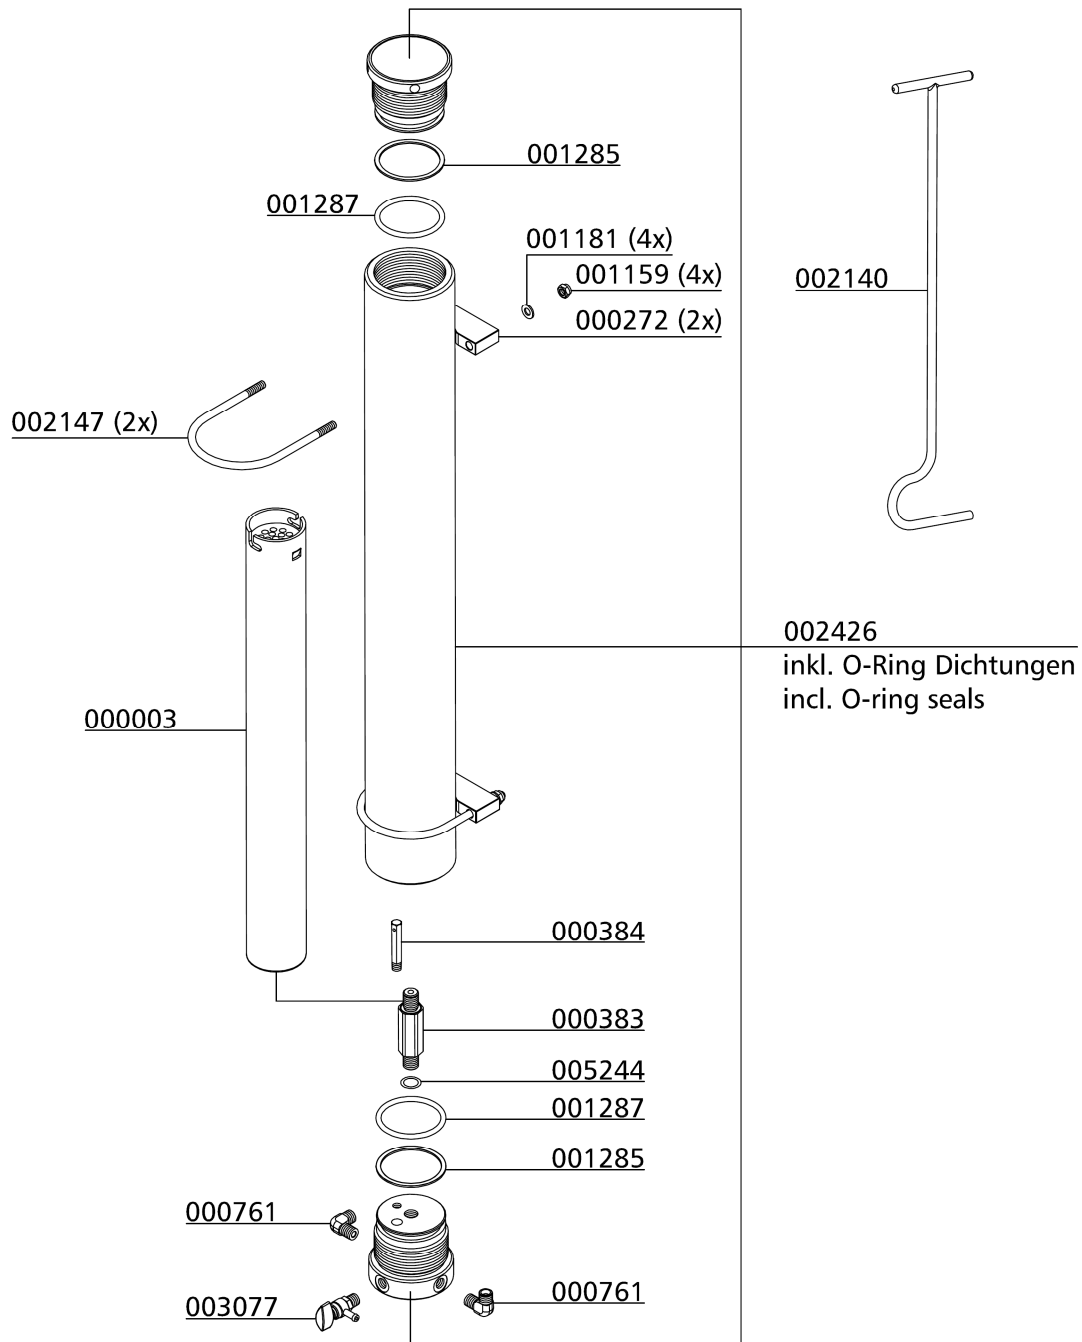 001285
001287
001181 (4x)
001159 (4x)
002140
000272 (2x)
002147 (2x)
002426
inkl. O-Ring Dichtungen
incl. O-ring seals
000003
000384
000383
005244
001287
001285
000761
000761
003077